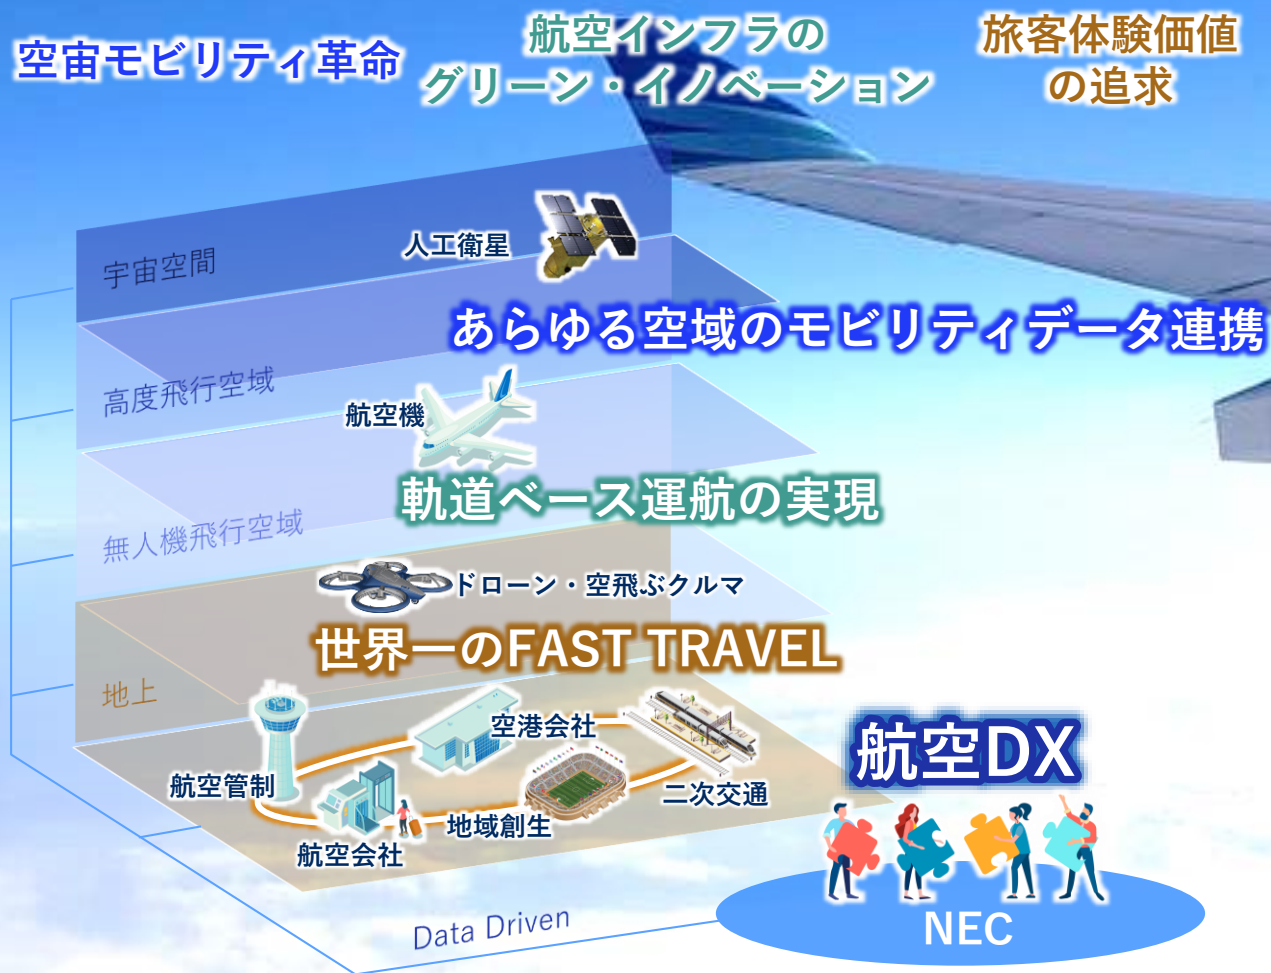 空宙モビリティ革命
航空インフラの
グリーン・イノベーション
旅客体験価値
の追求
宇宙空間
人工衛星
あらゆる空域のモビリティデータ連携
高度飛行空域
航空機
軌道ベース運航の実現
無人機飛行空域
ドローン・空飛ぶクルマ
世界一のFAST TRAVEL
地上
空港会社
航空管制
二次交通
地域創生
航空会社
航空DX
Data Driven
NEC